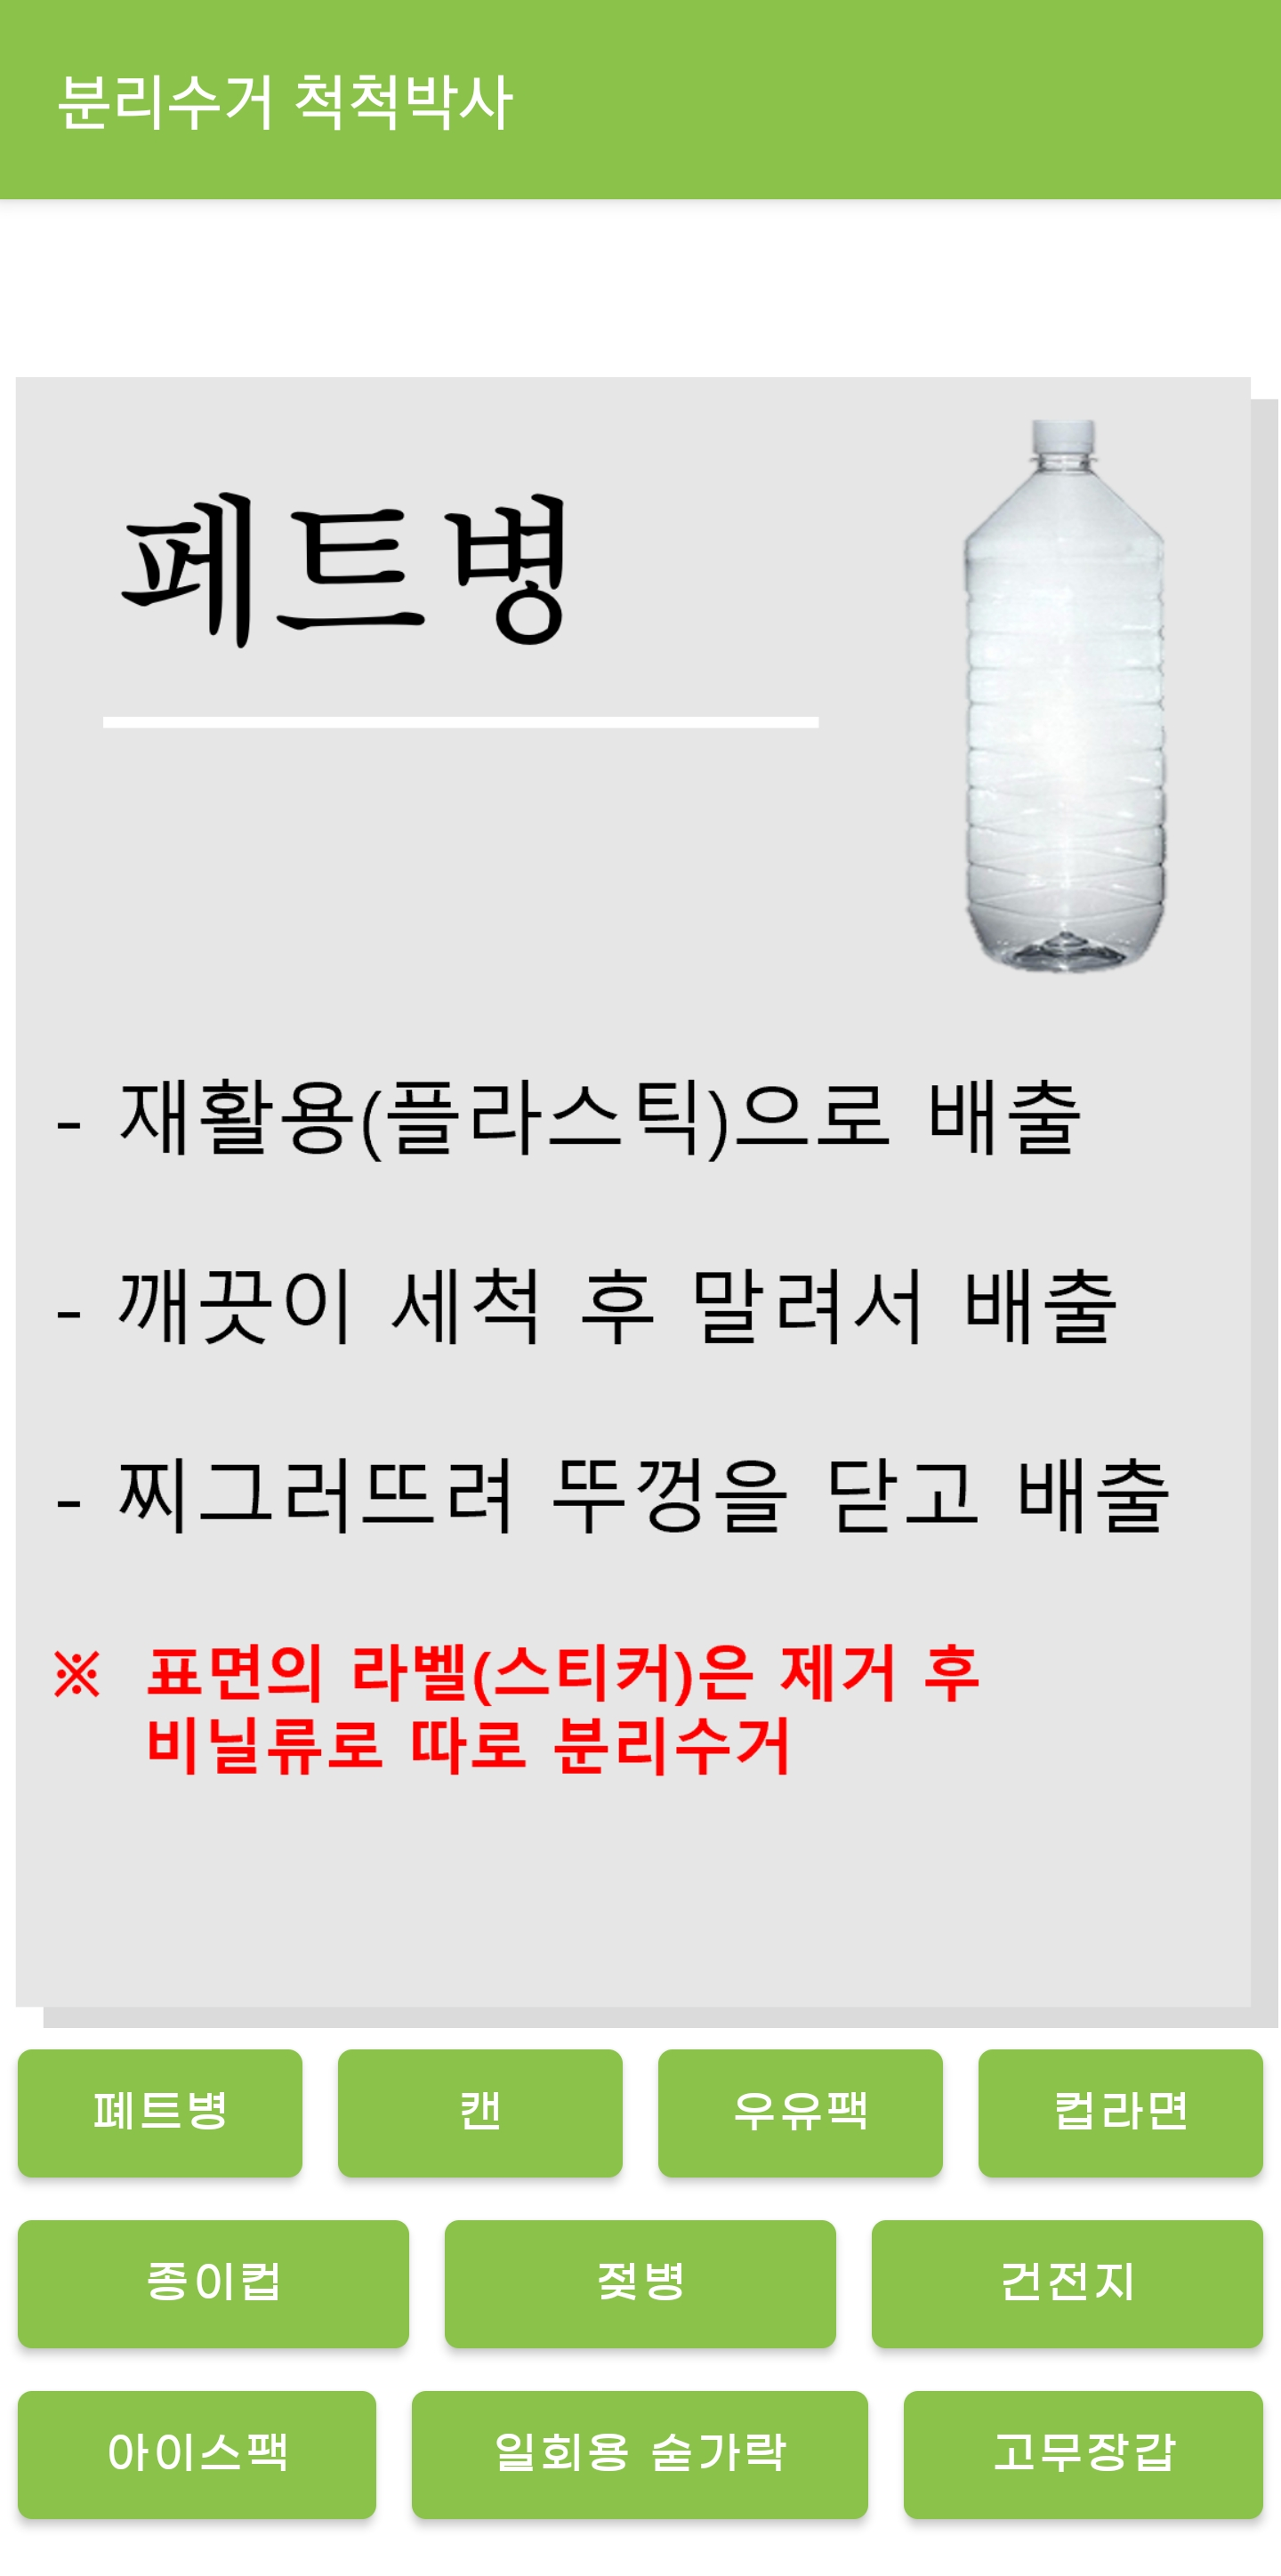 분리수거 척척박사
페트병
- 재활용(플라스틱)으로 배출
- 깨끗이 세척 후 말려서 배출
- 찌그러뜨려 뚜껑을 닫고 배출
※ 표면의 라벨(스티커)은 제거 후
비닐류로 따로 분리수거
폐트병 캔 우유팩 컵라면
종이컵 젖병 건전지
아이스팩 일회용 숟가락 고무장갑